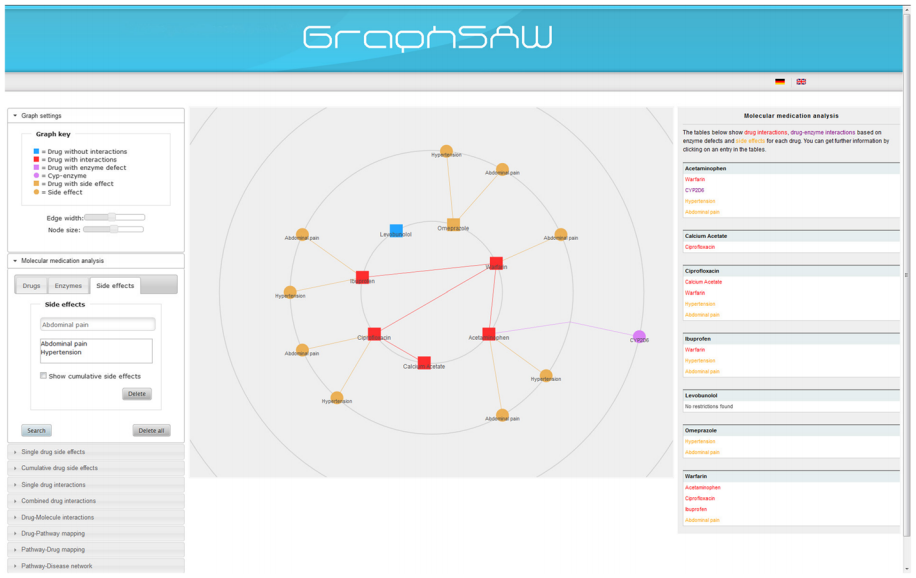 GraphSAW
Graph settings
Graph key
= Drug without interactions
= Drug with interactions
= Drug with enzyme defect
= Cyp-enzyme
= Drug with side effect
= Side effect
Edge width:
Node size:
Molecular medication analysis
Drugs
Enzymes
Side effects
Side effects
Abdominal pain
Abdominal pain
Hypertension
Show cumulative side effects
Delete
Search
Delete all
Single drug side effects
Cumulative drug side effects
Single drug interactions
Combined drug interactions
Drug-Molecule interactions
Drug-Pathway mapping
Pathway-Drug mapping
Pathway-Disease network
Hypertension
Abdominal pain
Omeprazole
Levobunolol
Abdominal pain
Abdominal pain
Warfarin
Ibuprofen
Hypertension
Ciprofloxacin
Acetaminophen
CYP2D6
Abdominal pain
Calcium Acetate
Hypertension
Hypertension
Abdominal pain
Molecular medication analysis
The tables below show drug interactions, drug-enzyme interactions based on
enzyme defects and side effects for each drug. You can get further information by
clicking on an entry in the tables.
Acetaminophen
Warfarin
CYP2D6
Hypertension
Abdominal pain
Calcium Acetate
Ciprofloxacin
Ciprofloxacin
Calcium Acetate
Warfarin
Hypertension
Abdominal pain
Ibuprofen
Warfarin
Hypertension
Abdominal pain
Levobunolol
No restrictions found
Omeprazole
Hypertension
Abdominal pain
Warfarin
Acetaminophen
Ciprofloxacin
Ibuprofen
Abdominal pain